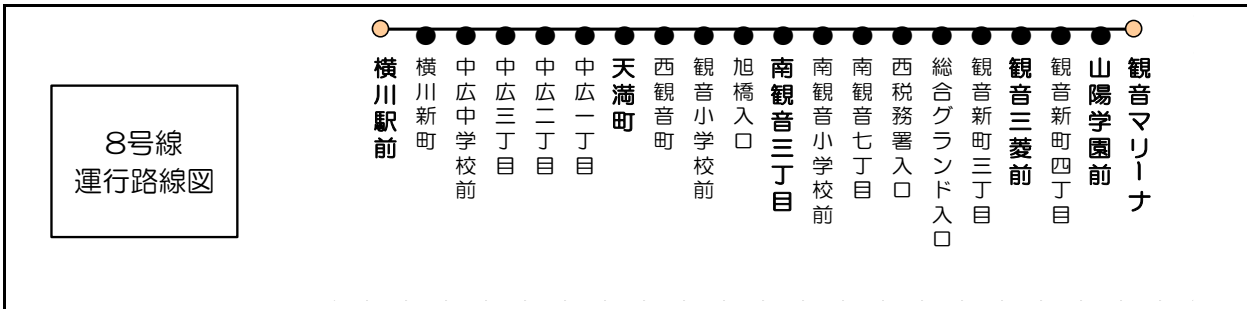 8号線
運行路線図
横川駅前
横川新町
中広中学校前
中広三丁目
中広二丁目
中広一丁目
天満町
西観音町
観音小学校前
旭橋入口
南観音三丁目
南観音小学校前
南観音七丁目
西税務署入口
総合グランド入口
観音新町三丁目
観音三菱前
観音新町四丁目
山陽学園前
観音マリーナ